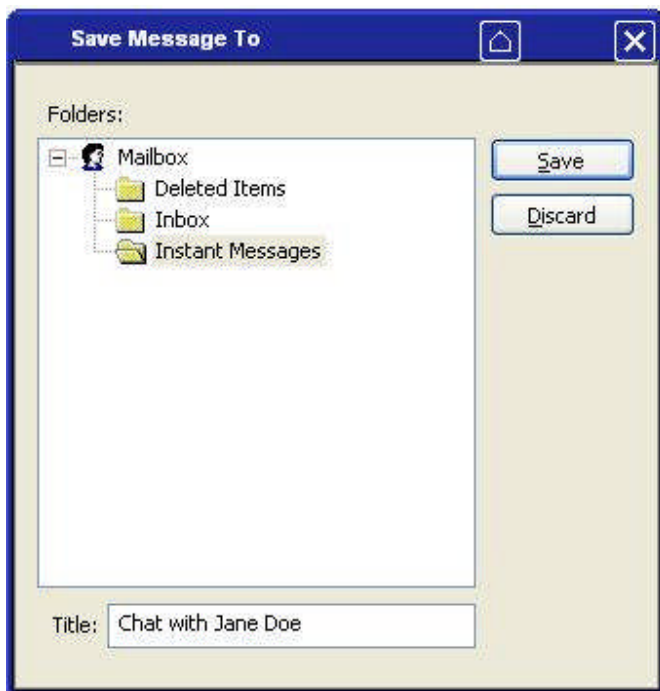 Save Message To
Folders:
Mailbox
Deleted Items
Inbox
Instant Messages
Save
Discard
Title: Chat with Jane Doe